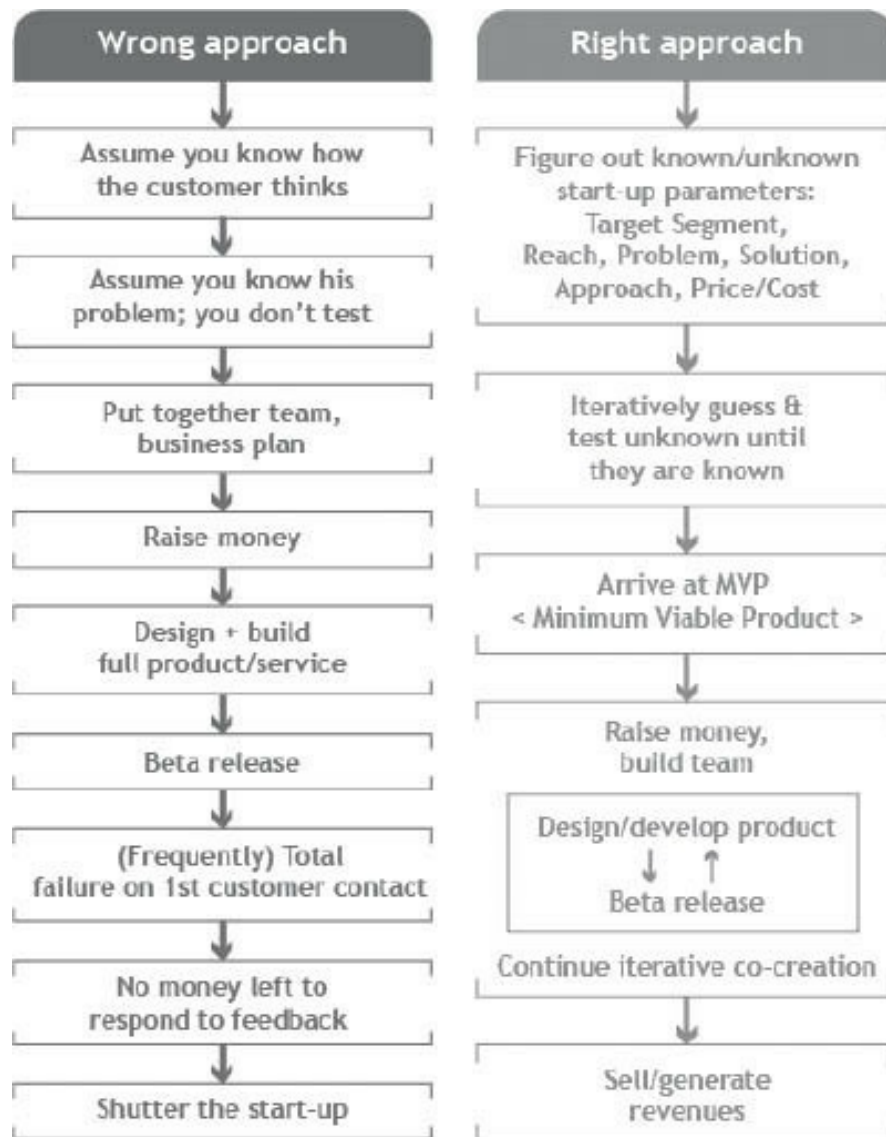 Wrong approach
Assume you know how
the customer thinks
Assume you know his
problem; you don't test
Put together team,
business plan
Raise money
Design + build
full product/service
Beta release
(Frequently) Total
failure on 1st customer contact
No money left to
respond to feedback
Shutter the start-up
Right approach
Figure out known/unknown
start-up parameters:
Target Segment,
Reach, Problem, Solution,
Approach, Price/Cost
Iteratively guess &
test unknown until
they are known
Arrive at MVP
< Minimum Viable Product >
Raise money,
build team
Design/develop product
Beta release
Continue iterative co-creation
Sell/generate
revenues